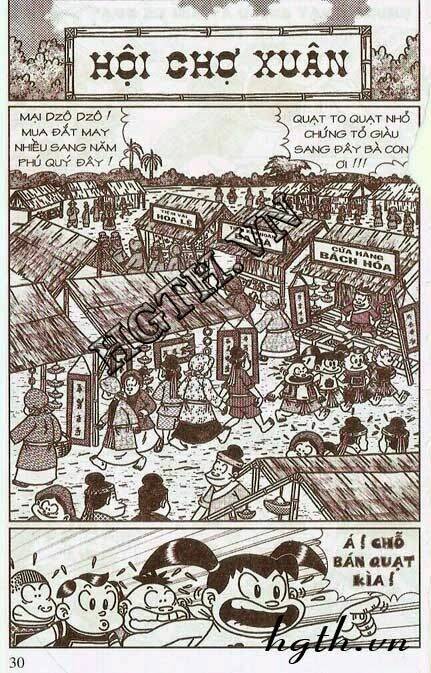 HỘI CHỢ XUÂN
MẠI DZÔ DZÔ!
MUA ĐẮT MAY
NHIỀU SANG NĂM
PHÚ QUÝ ĐÂY!
QUẠT TO QUẠT NHỎ
CHỨNG TỎ GIÀU
SANG ĐÂY BÀ CON
ƠI!!!
TIỆM VẢI
HOA LỆ
CỬA HÀNG
BÁCH HÓA
HGTH.VN
Á! CHỖ
BÁN QUẠT
KÌA!
hgth.vn
30